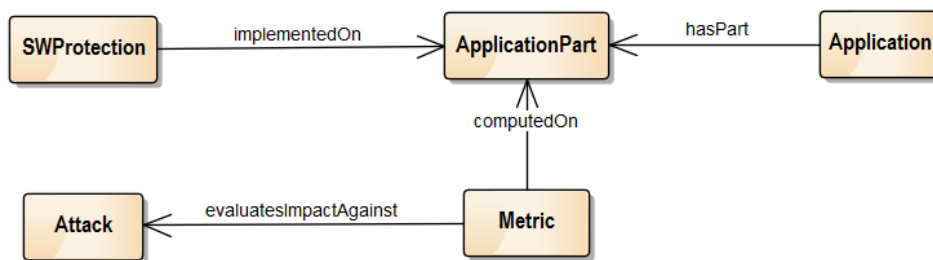 implementedOn
hasPart
SWProtection
ApplicationPart
Application
computedOn
evaluatesImpactAgainst
Attack
Metric